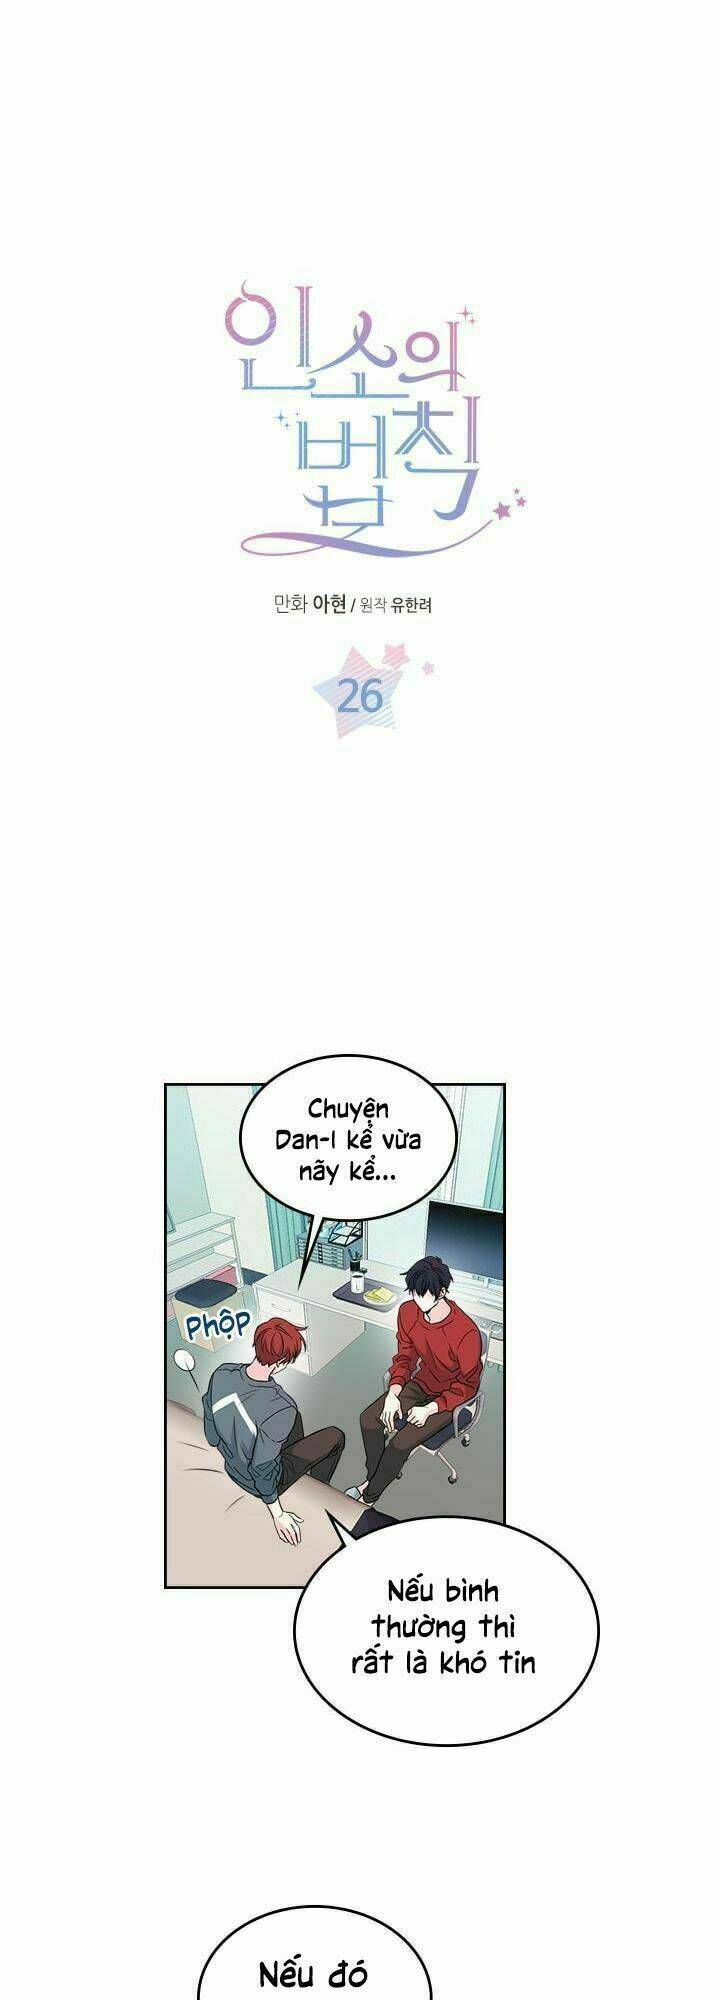 인소의
법칙
만화 아현 / 원작 유한려
26
Chuyện
Dan-I kể vừa
nãy kể...
Phộp
Nếu bình
thường thì
rất là khó tin
Nếu đó